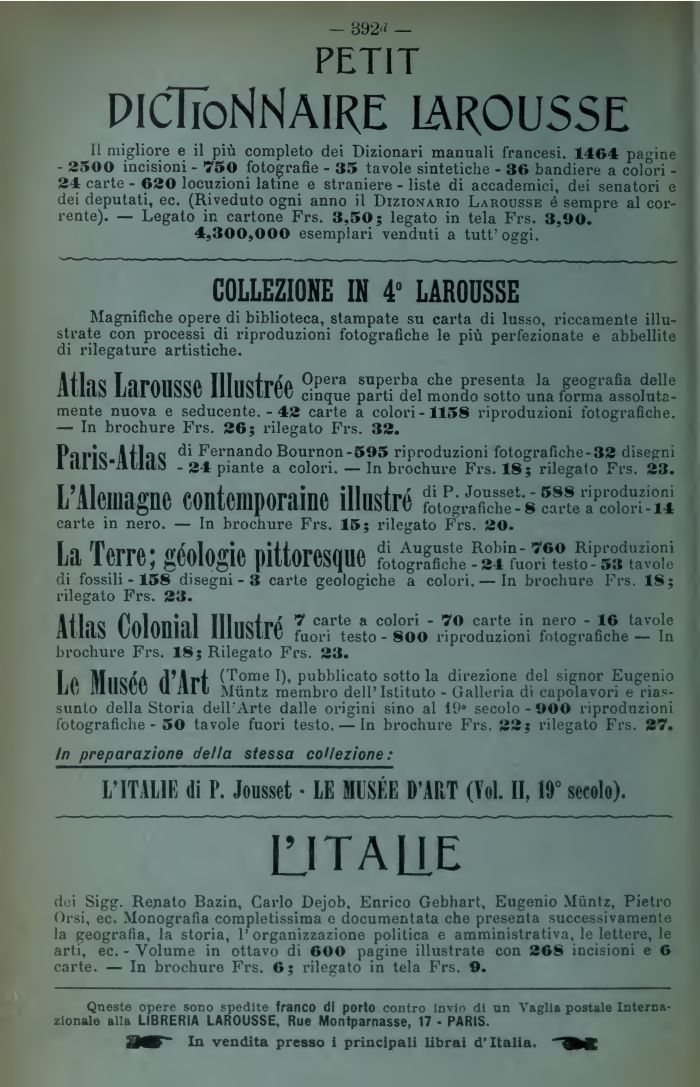 — 392d —
PETIT
DICTIONNAIRE LAROUSSE
Il migliore e il più completo dei Dizionari manuali francesi. 1464 pagine
- 2500 incisioni - 750 fotografie - 35 tavole sintetiche - 36 bandiere a colori -
24 carte - 620 locuzioni latine e straniere - liste di accademici, dei senatori e
dei deputati, ec. (Riveduto ogni anno il DIZIONARIO LAROUSSE è sempre al cor-
rente). — Legato in cartone Frs. 3,50; legato in tela Frs. 3,90.
4,300,000 esemplari venduti a tutt' oggi.
COLLEZIONE IN 4° LAROUSSE
Magnifiche opere di biblioteca, stampate su carta di lusso, riccamente illu-
strate con processi di riproduzioni fotografiche le più perfezionate e abbellite
di rilegature artistiche.
Atlas Larousse Illustrée Opera superba che presenta la geografia delle
cinque parti del mondo sotto una forma assoluta-
mente nuova e seducente. - 42 carte a colori - 1158 riproduzioni fotografiche.
— In brochure Frs. 26; rilegato Frs. 32.
Paris-Atlas di Fernando Bournon - 595 riproduzioni fotografiche - 32 disegni
- 24 piante a colori. — In brochure Frs. 18; rilegato Frs. 23.
L'Alemagne contemporaine illustré di P. Jousset. - 588 riproduzioni
fotografiche - 8 carte a colori - 14
carte in nero. — In brochure Frs. 15; rilegato Frs. 20.
La Terre; géologie pittoresque di Auguste Robin - 760 Riproduzioni
fotografiche - 24 fuori testo - 53 tavole
di fossili - 158 disegni - 3 carte geologiche a colori. — In brochure Frs. 18;
rilegato Frs. 23.
Atlas Colonial Illustré 7 carte a colori - 70 carte in nero - 16 tavole
fuori testo - 800 riproduzioni fotografiche — In
brochure Frs. 18; Rilegato Frs. 23.
Le Musée d'Art (Tome I), pubblicato sotto la direzione del signor Eugenio
Müntz membro dell' Istituto - Galleria di capolavori e rias-
sunto della Storia dell'Arte dalle origini sino al 19° secolo - 900 riproduzioni
fotografiche - 50 tavole fuori testo. — In brochure Frs. 22; rilegato Frs. 27.
In preparazione della stessa collezione:
L'ITALIE di P. Jousset - LE MUSÉE D'ART (Vol. II, 19° secolo).
L'ITALIE
dei Sigg. Renato Bazin, Carlo Dejob, Enrico Gebhart, Eugenio Müntz, Pietro
Orsi, ec. Monografia completissima e documentata che presenta successivamente
la geografia, la storia, l' organizzazione politica e amministrativa, le lettere, le
arti, ec. - Volume in ottavo di 600 pagine illustrate con 268 incisioni e 6
carte. — In brochure Frs. 6; rilegato in tela Frs. 9.
Queste opere sono spedite franco di porto contro invio di un Vaglia postale Interna-
zionale alla LIBRERIA LAROUSSE, Rue Montparnasse, 17 - PARIS.
In vendita presso i principali librai d' Italia.